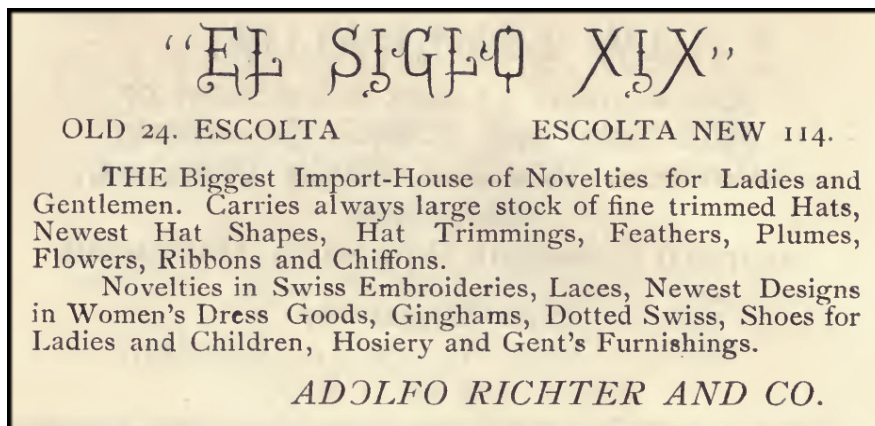 "EL SIGLO XIX"
OLD 24. ESCOLTA ESCOLTA NEW 114.
THE Biggest Import-House of Novelties for Ladies and
Gentlemen. Carries always large stock of fine trimmed Hats,
Newest Hat Shapes, Hat Trimmings, Feathers, Plumes,
Flowers, Ribbons and Chiffons.
Novelties in Swiss Embroideries, Laces, Newest Designs
in Women's Dress Goods, Ginghams, Dotted Swiss, Shoes for
Ladies and Children, Hosiery and Gent's Furnishings.
ADOLFO RICHTER AND CO.